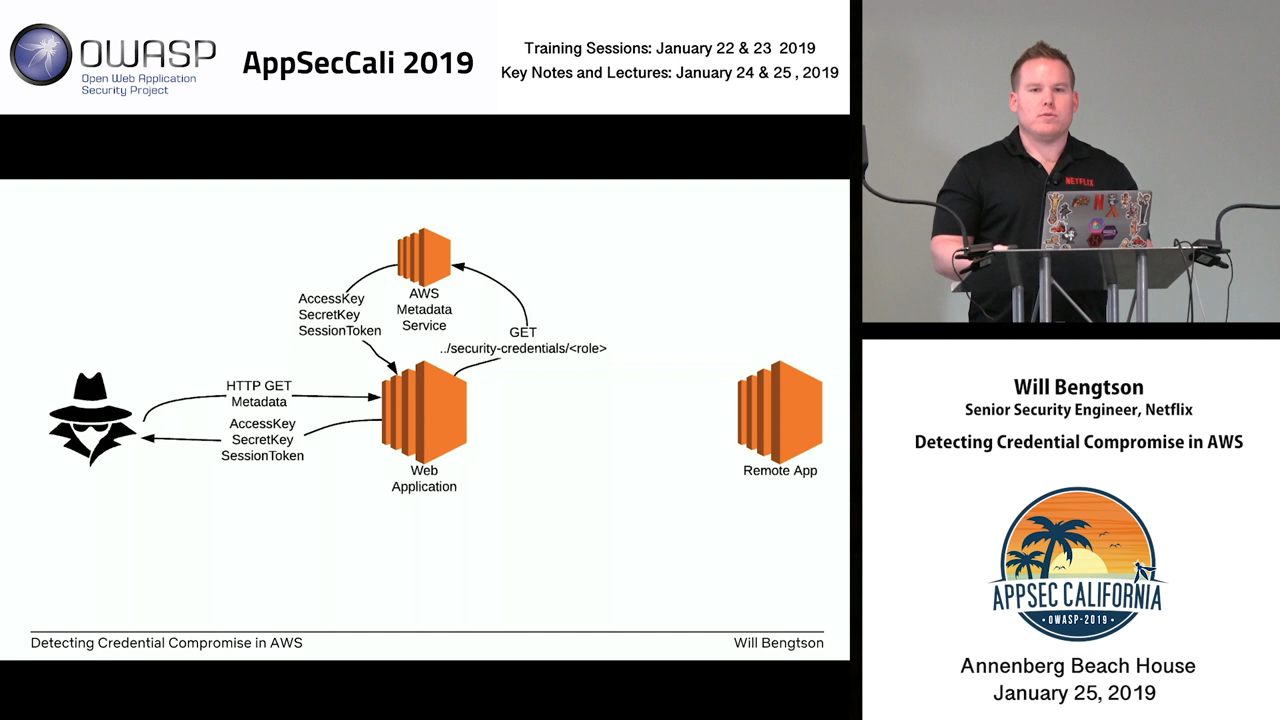 OWASP
Open Web Application
Security Project
AppSecCali 2019
Training Sessions: January 22 & 23 2019
Key Notes and Lectures: January 24 & 25 , 2019
NETFLIX
AccessKey
SecretKey
SessionToken
AWS
Metadata
Service
GET
../security-credentials/<role>
HTTP GET
Metadata
AccessKey
SecretKey
SessionToken
Web
Application
Remote App
Detecting Credential Compromise in AWS
Will Bengtson
Will Bengtson
Senior Security Engineer, Netflix
Detecting Credential Compromise in AWS
APPSEC CALIFORNIA
• OWASP-2019 •
Annenberg Beach House
January 25, 2019